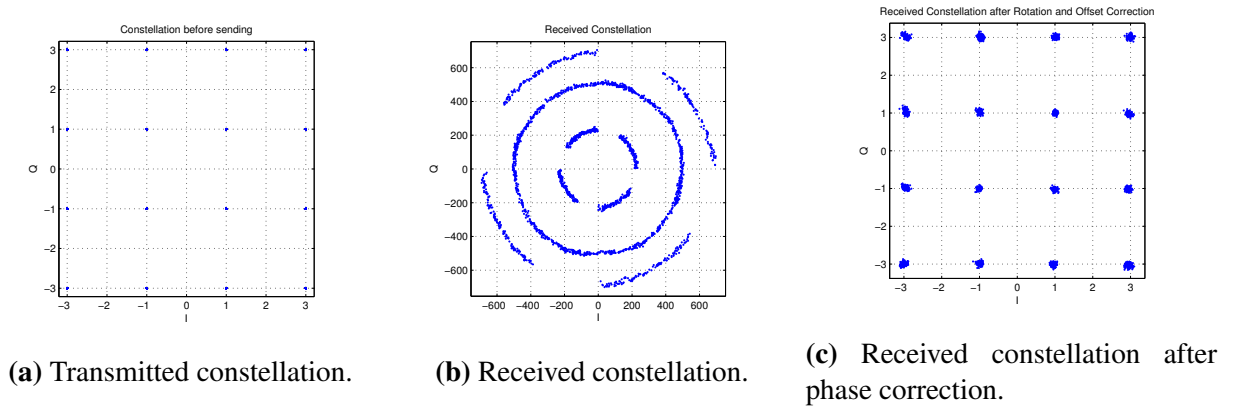 Constellation before sending
3
2
1
0
−1
−2
−3
Q
−3 −2 −1 0 1 2 3
I
(a) Transmitted constellation.
Received Constellation
600
400
200
0
−200
−400
−600
Q
−600 −400 −200 0 200 400 600
I
(b) Received constellation.
Received Constellation after Rotation and Offset Correction
3
2
1
0
−1
−2
−3
Q
−3 −2 −1 0 1 2 3
I
(c) Received constellation after
phase correction.